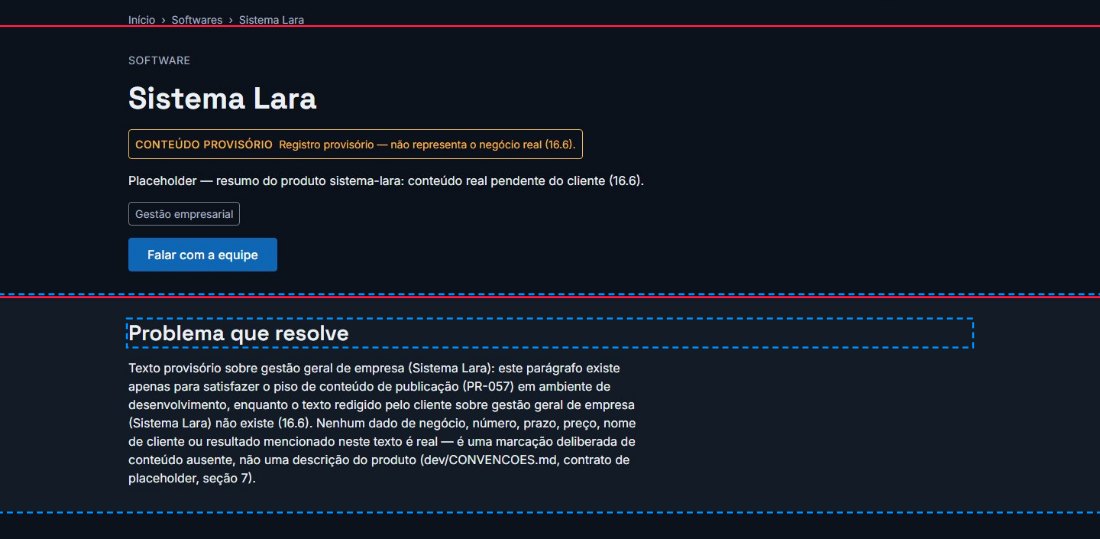 Início › Softwares › Sistema Lara
SOFTWARE
Sistema Lara
CONTEÚDO PROVISÓRIO Registro provisório — não representa o negócio real (16.6).
Placeholder — resumo do produto sistema-lara: conteúdo real pendente do cliente (16.6).
Gestão empresarial
Falar com a equipe
Problema que resolve
Texto provisório sobre gestão geral de empresa (Sistema Lara): este parágrafo existe
apenas para satisfazer o piso de conteúdo de publicação (PR-057) em ambiente de
desenvolvimento, enquanto o texto redigido pelo cliente sobre gestão geral de empresa
(Sistema Lara) não existe (16.6). Nenhum dado de negócio, número, prazo, preço, nome
de cliente ou resultado mencionado neste texto é real — é uma marcação deliberada de
conteúdo ausente, não uma descrição do produto (dev/CONVENCOES.md, contrato de
placeholder, seção 7).